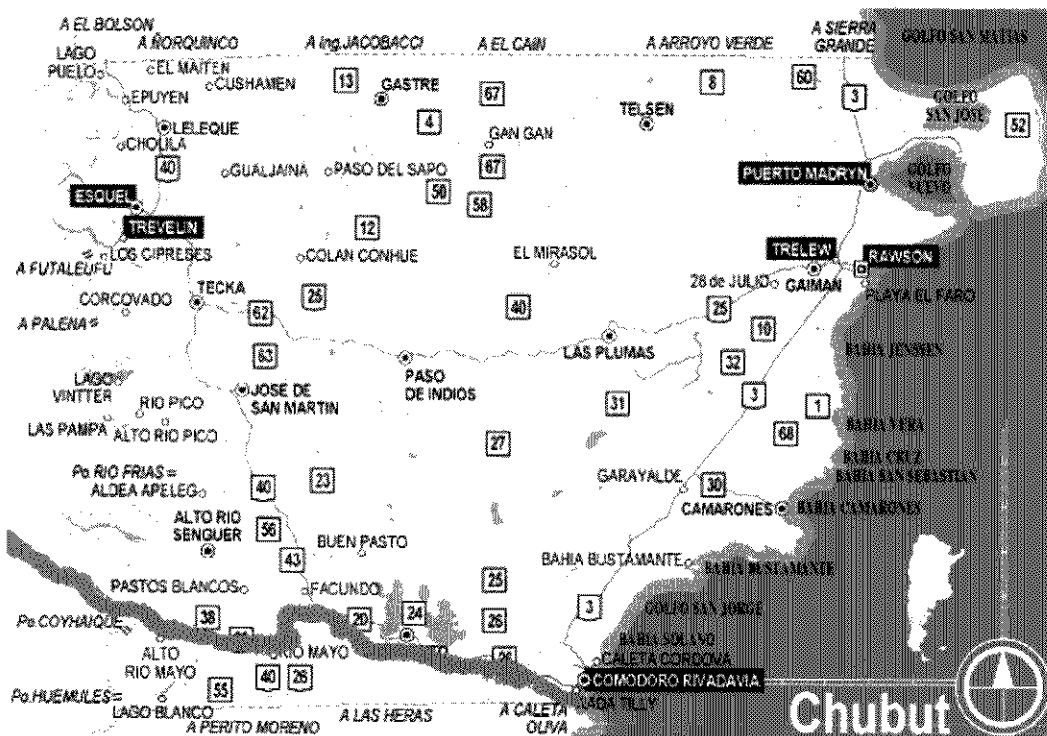 A EL BOLSON
A ÑORQUINCO
A Ing.JACOBACCI
A EL CAIN
A ARROYO VERDE
A SIERRA
GRANDE
GOLFO SAN MATIAS
LAGO
PUELO
EL MAITEN
CUSHAMEN
13
GASTRE
67
8
60
3
EPUYEN
4
TELSEN
GOLFO
SAN JOSE
52
LELEQUE
GAN GAN
CHOLILA
40
GUALJAINA
PASO DEL SAPO
67
PUERTO MADRYN
GOLFO
NUEVO
ESQUEL
50
58
TREVELIN
12
LOS CIPRESES
COLAN CONHUE
EL MIRASOL
TRELEW
RAWSON
A FUTALEUFU
28 de JULIO
GAIMAN
PLAYA EL FARO
CORCOVADO
TECKA
25
62
40
25
10
A PALENA
LAS PLUMAS
63
PASO
DE INDIOS
32
BAHIA JENSSEN
LAGO
VINTTER
JOSE DE
SAN MARTIN
3
RIO PICO
31
1
LAS PAMPA
ALTO RIO PICO
27
68
BAHIA VERA
Pº.RIO FRIAS =
BAHIA CRUZ
BAHIA SAN SEBASTIAN
ALDEA APELEG
40
23
GARAYALDE
30
ALTO RIO
SENGUER
56
CAMARONES
BAHIA CAMARONES
BUEN PASTO
43
BAHIA BUSTAMANTE
BAHIA BUSTAMANTE
PASTOS BLANCOS
FACUNDO
25
3
GOLFO SAN JORGE
38
20
24
26
Pº.COYHAIQUE
BAHIA SOLANO
ALTO
RIO MAYO
RIO MAYO
26
CALETA CORDOVA
Pº.HUEMULES=
55
40
26
COMODORO RIVADAVIA
RADA TILLY
LAGO BLANCO
A PERITO MORENO
A LAS HERAS
A CALETA
OLIVA
Chubut